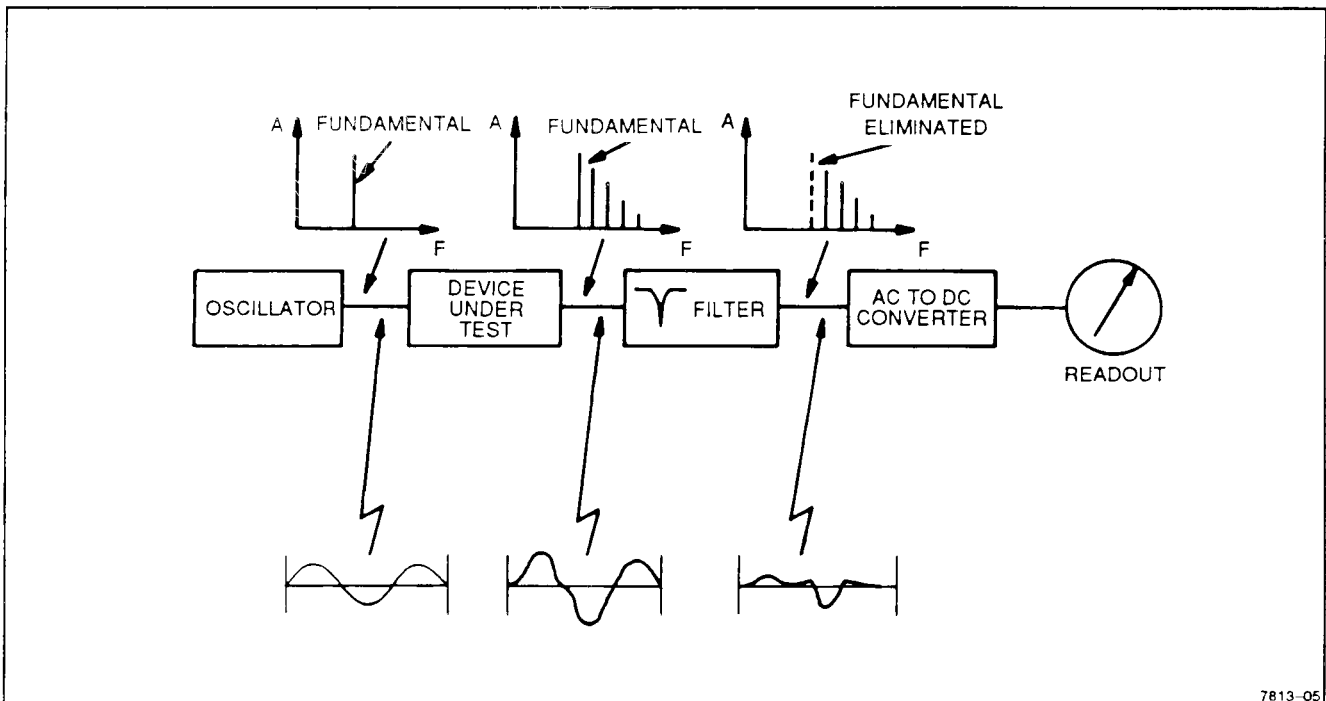 A
FUNDAMENTAL
F
A
FUNDAMENTAL
F
A
FUNDAMENTAL
ELIMINATED
F
OSCILLATOR
DEVICE
UNDER
TEST
FILTER
AC TO DC
CONVERTER
READOUT
7813-05